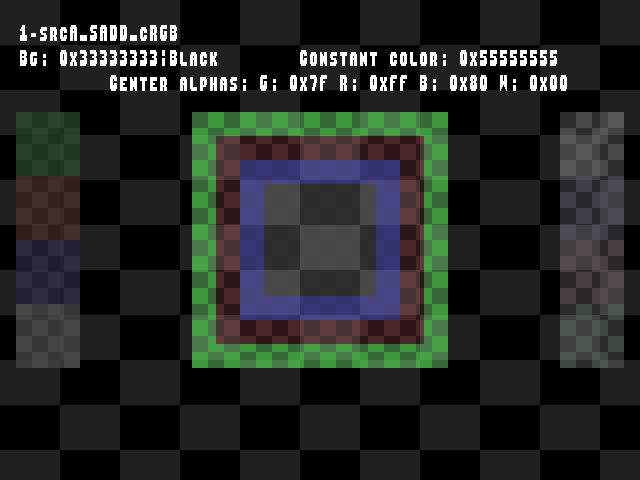 1-srcA_SADD_cRGB
Bg: 0x33333333¦Black Constant color: 0x55555555
Center alphas: G: 0x7F R: 0xFF B: 0x80 W: 0x00